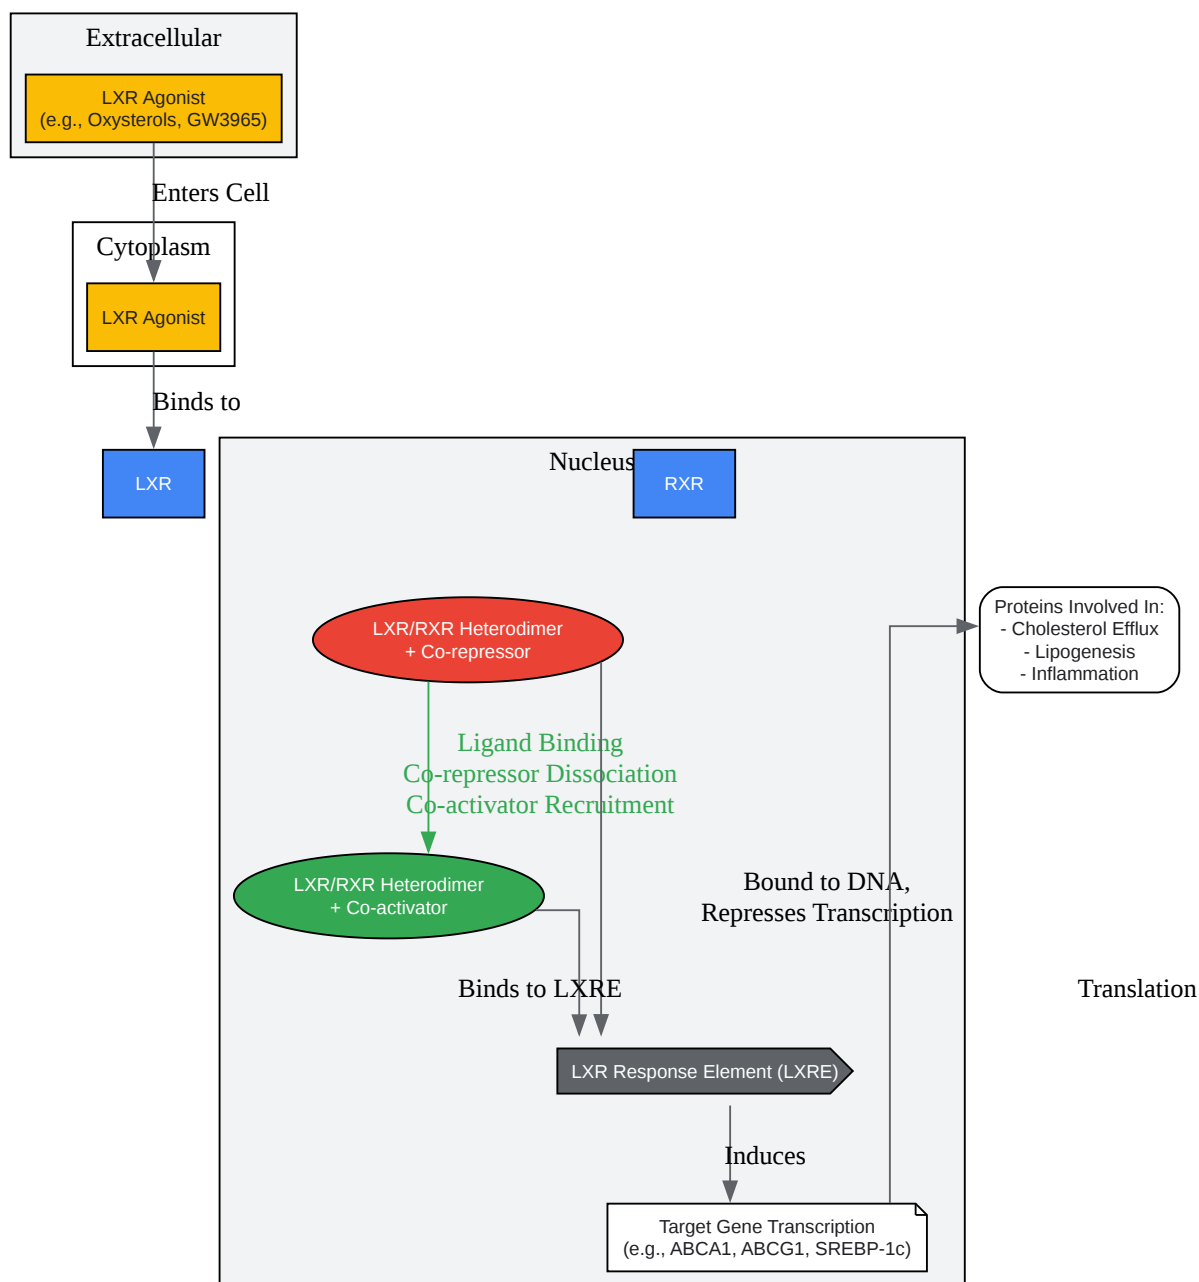 Extracellular
LXR Agonist
(e.g., Oxysterols, GW3965)
Enters Cell
Cytoplasm
LXR Agonist
Binds to
LXR
Nucleus
RXR
LXR/RXR Heterodimer
+ Co-repressor
Proteins Involved In:
- Cholesterol Efflux
- Lipogenesis
- Inflammation
Ligand Binding
Co-repressor Dissociation
Co-activator Recruitment
LXR/RXR Heterodimer
+ Co-activator
Bound to DNA,
Represses Transcription
Binds to LXRE
Translation
LXR Response Element (LXRE)
Induces
Target Gene Transcription
(e.g., ABCA1, ABCG1, SREBP-1c)